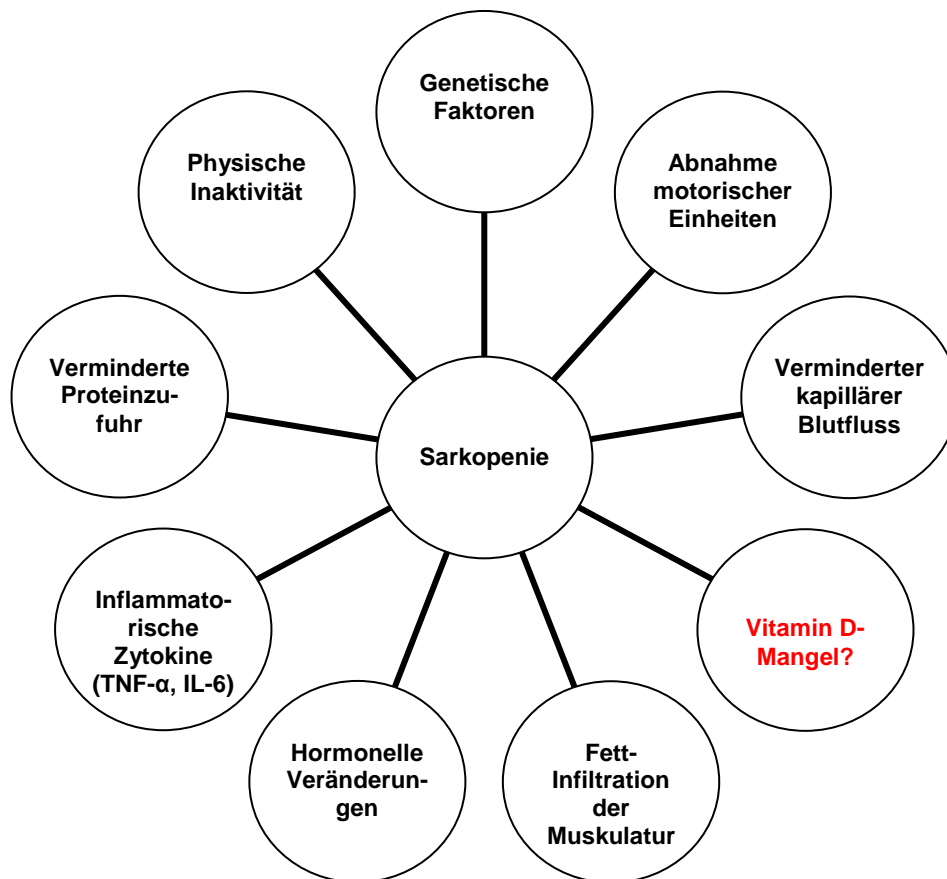 Genetische
Faktoren
Physische
Inaktivität
Abnahme
motorischer
Einheiten
Verminderte
Proteinzu-
fuhr
Verminderter
kapillärer
Blutfluss
Sarkopenie
Inflammato-
rische
Zytokine
(TNF-α, IL-6)
Vitamin D-
Mangel?
Hormonelle
Veränderun-
gen
Fett-
Infiltration
der
Muskulatur